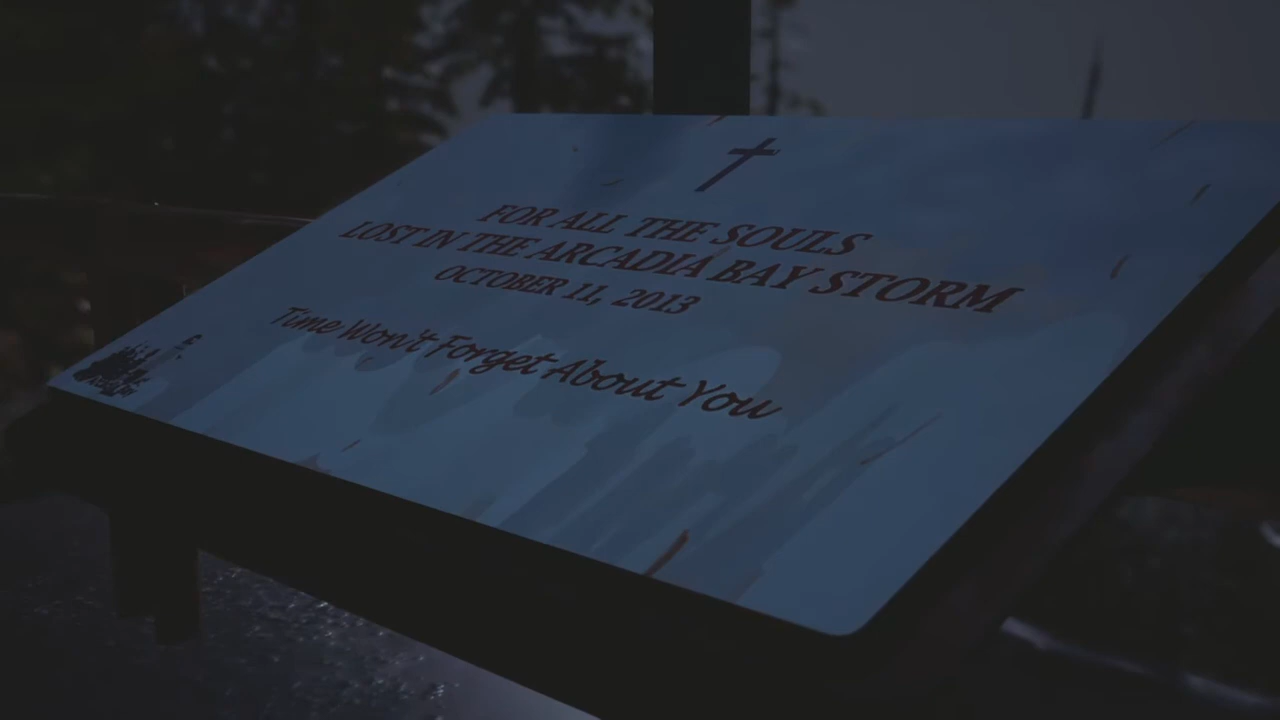 FOR ALL THE SOULS
LOST IN THE ARCADIA BAY STORM
OCTOBER 11, 2013
Time Won't Forget About You